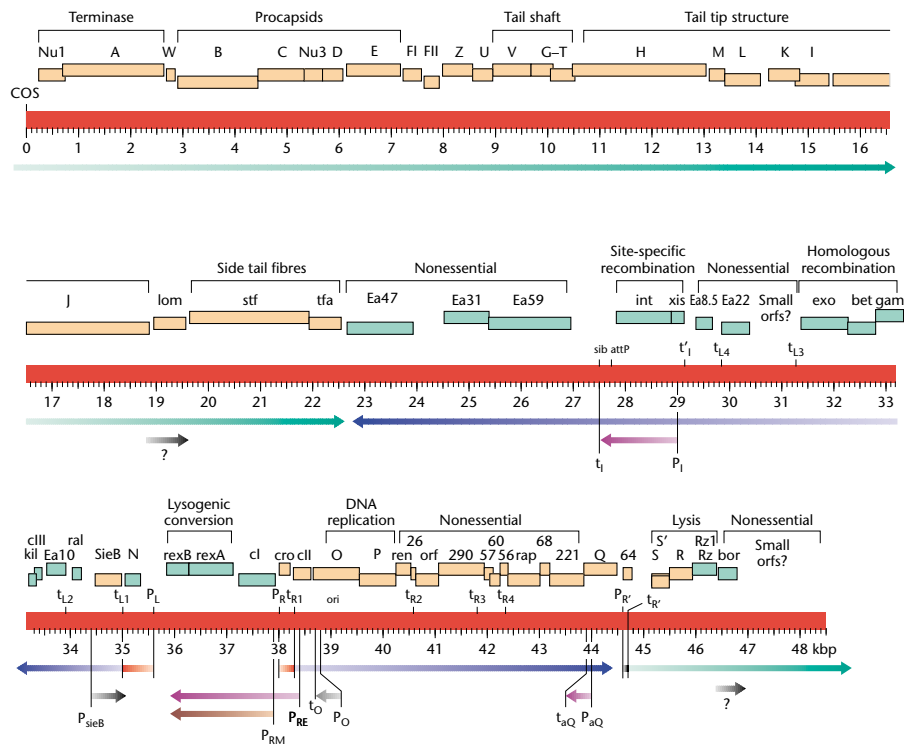 Terminase Procapsids Tail shaft Tail tip structure
Nu1 A W B C Nu3 D E FI FII Z U V G–T H M L K I
COS
0 1 2 3 4 5 6 7 8 9 10 11 12 13 14 15 16
Site-specific recombination Homologous recombination
Side tail fibres Nonessential Nonessential
J lom stf tfa Ea47 Ea31 Ea59 int xis Ea8.5 Ea22 Small orfs? exo bet gam
sib attP t'I tL4 tL3
17 18 19 20 21 22 23 24 25 26 27 28 29 30 31 32 33
?
tI PI
Lysogenic conversion DNA replication Nonessential Lysis Nonessential
cIII kil Ea10 ral SieB N rexB rexA cI cro cII O P ren 26 orf 290 57 60 56 rap 68 221 Q 64 S' S R Rz1 Rz bor Small orfs?
tL2 tL1 PL PR tR1 ori tR2 tR3 tR4 PR' tR'
34 35 36 37 38 39 40 41 42 43 44 45 46 47 48 kbp
PsieB PRM PRE tO PO taQ PaQ ?